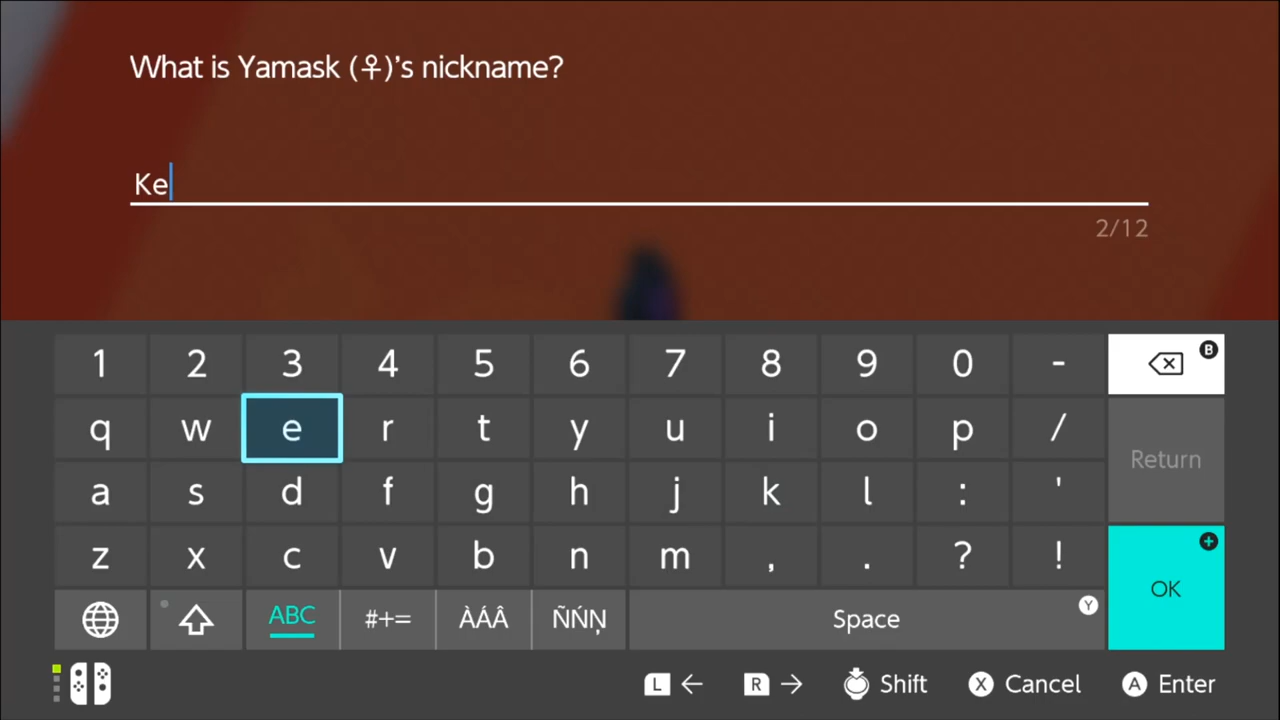 What is Yamask (♀)'s nickname?
Ke
2/12
1 2 3 4 5 6 7 8 9 0 - B
q w e r t y u i o p /
Return
a s d f g h j k l : '
z x c v b n m , . ? ! +
OK
ABC #+= ÀÁÂ ÑŃŅ Space Y
L ← R → Shift X Cancel A Enter